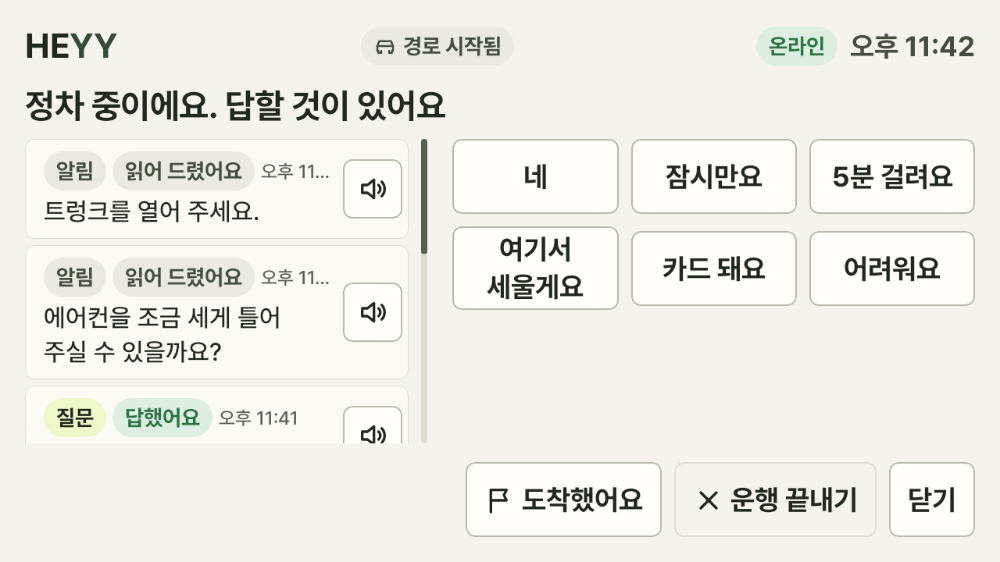 HEYY
경로 시작됨
온라인
오후 11:42
정차 중이에요. 답할 것이 있어요
알림 읽어 드렸어요 오후 11...
트렁크를 열어 주세요.
알림 읽어 드렸어요 오후 11...
에어컨을 조금 세게 틀어
주실 수 있을까요?
질문 답했어요 오후 11:41
네
잠시만요
5분 걸려요
여기서
세울게요
카드 돼요
어려워요
도착했어요
운행 끝내기
닫기